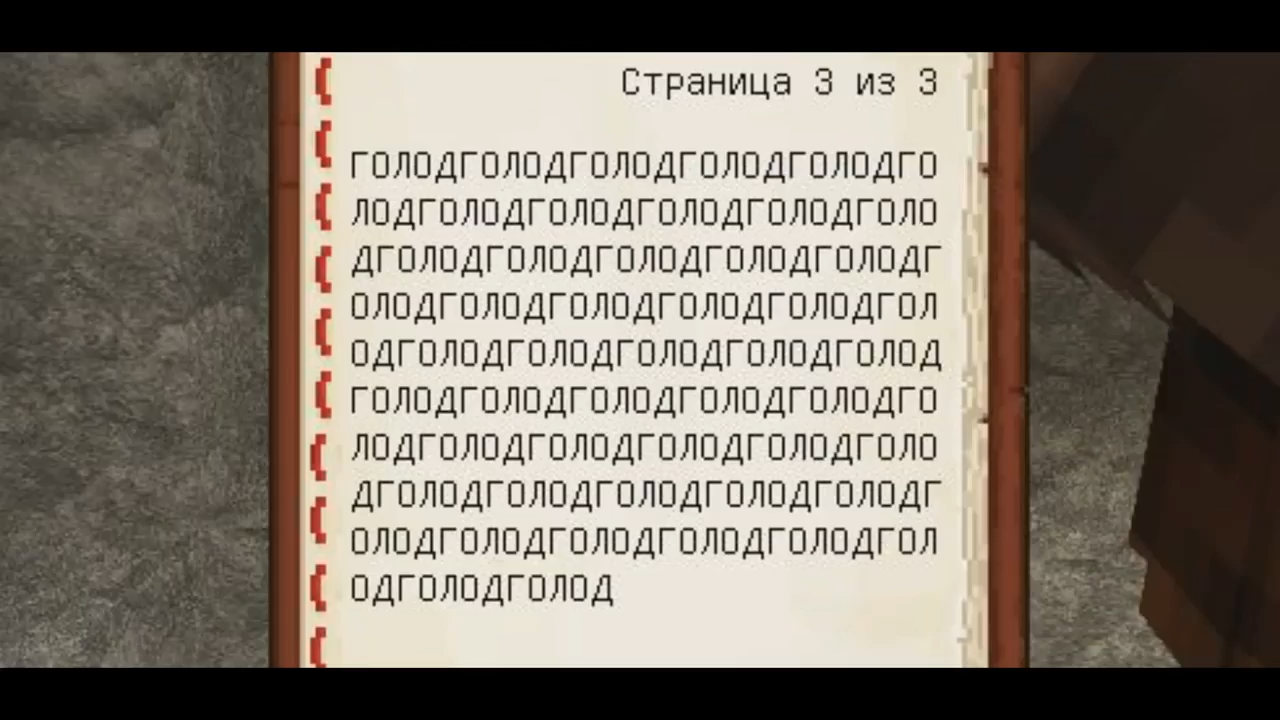 Страница 3 из 3
ГОЛОДГОЛОДГОЛОДГОЛОДГОЛОДГО
ЛОДГОЛОДГОЛОДГОЛОДГОЛОДГОЛО
ДГОЛОДГОЛОДГОЛОДГОЛОДГОЛОДГ
ОЛОДГОЛОДГОЛОДГОЛОДГОЛОДГОЛ
ОДГОЛОДГОЛОДГОЛОДГОЛОДГОЛОД
ГОЛОДГОЛОДГОЛОДГОЛОДГОЛОДГО
ЛОДГОЛОДГОЛОДГОЛОДГОЛОДГОЛО
ДГОЛОДГОЛОДГОЛОДГОЛОДГОЛОДГ
ОЛОДГОЛОДГОЛОДГОЛОДГОЛОДГОЛ
ОДГОЛОДГОЛОД